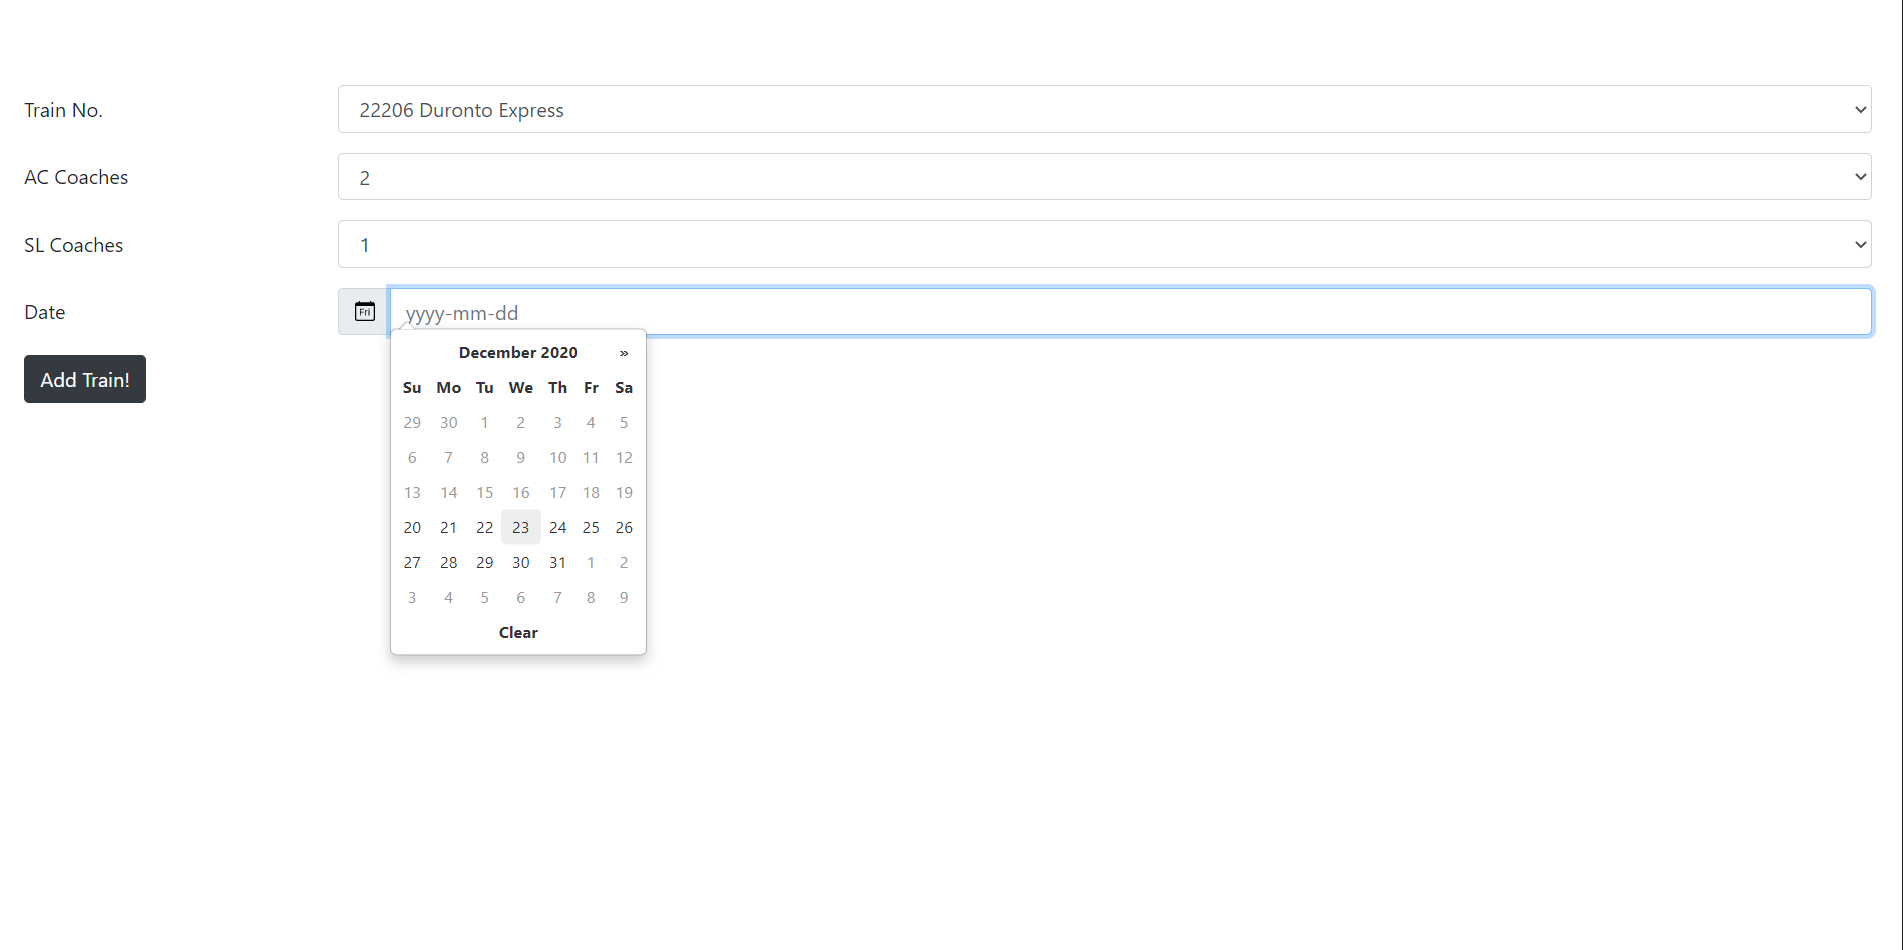 Train No. 22206 Duronto Express
AC Coaches 2
SL Coaches 1
Date Fri yyyy-mm-dd
Add Train!
December 2020 »
Su Mo Tu We Th Fr Sa
29 30 1 2 3 4 5
6 7 8 9 10 11 12
13 14 15 16 17 18 19
20 21 22 23 24 25 26
27 28 29 30 31 1 2
3 4 5 6 7 8 9
Clear